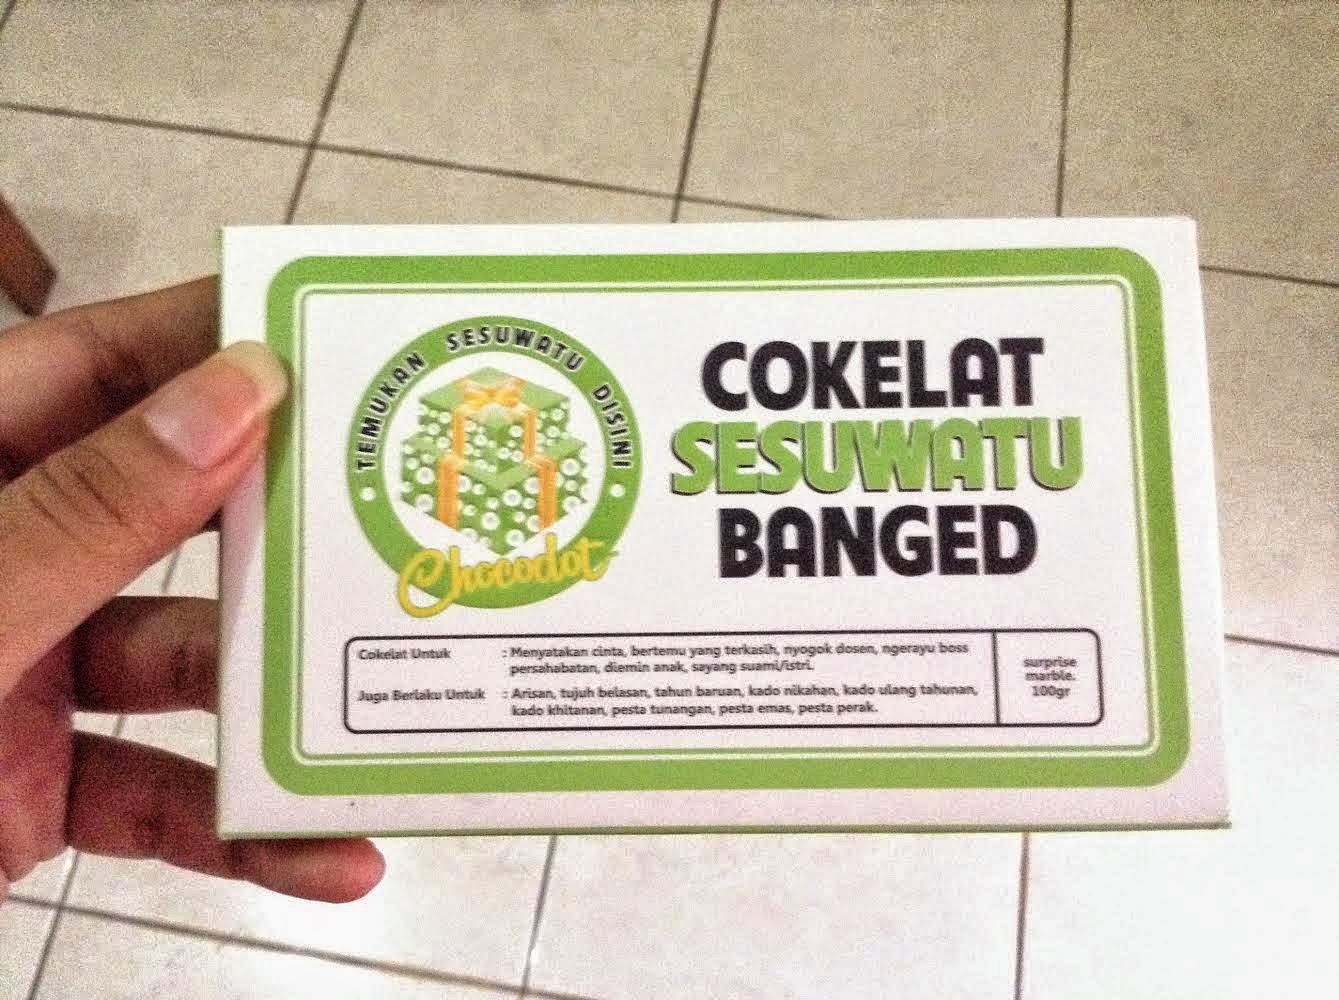 TEMUKAN SESUWATU DISINI
Chocodot
COKELAT
SESUWATU
BANGED
Cokelat Untuk : Menyatakan cinta, bertemu yang terkasih, nyogok dosen, ngerayu boss
persahabatan, diemin anak, sayang suami/istri.
Juga Berlaku Untuk : Arisan, tujuh belasan, tahun baruan, kado nikahan, kado ulang tahunan,
kado khitanan, pesta tunangan, pesta emas, pesta perak.
surprise
marble.
100gr